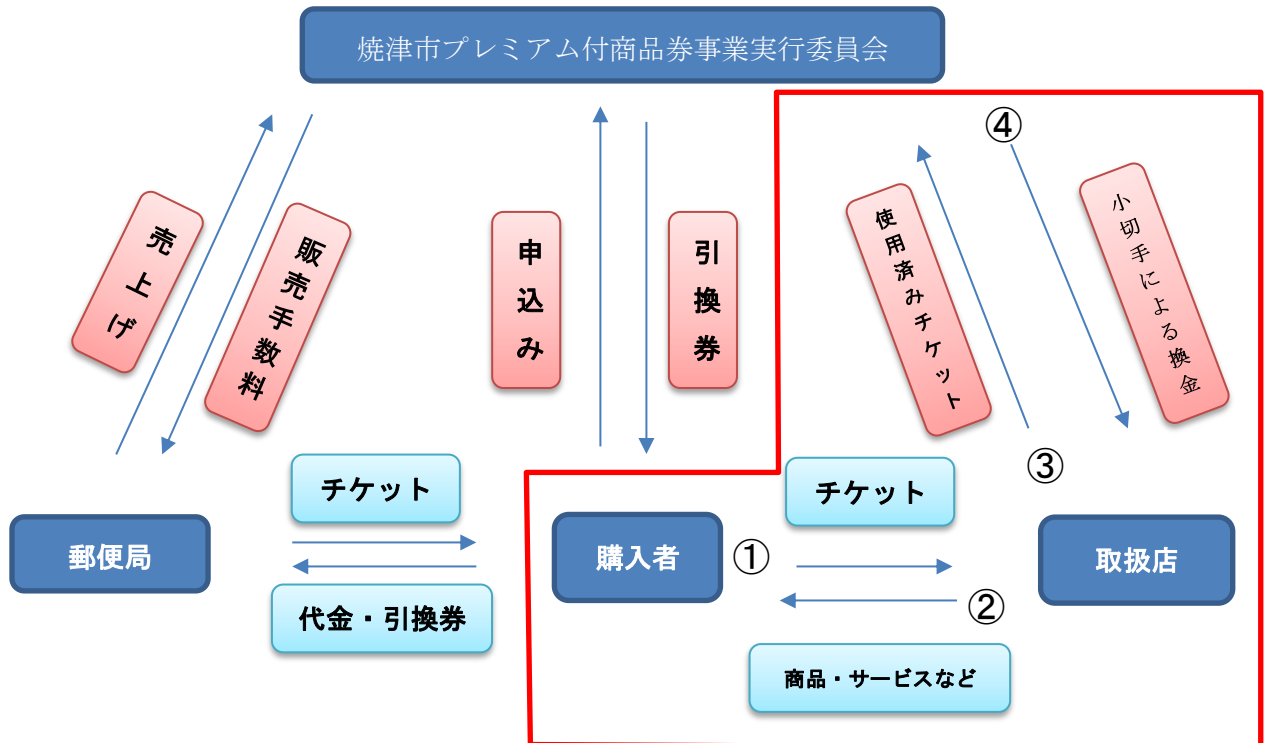 焼津市プレミアム付商品券事業実行委員会
④
売上げ
販売手数料
申込み
引換券
使用済みチケット
小切手による換金
③
チケット
チケット
郵便局
購入者
①
取扱店
②
代金・引換券
商品・サービスなど